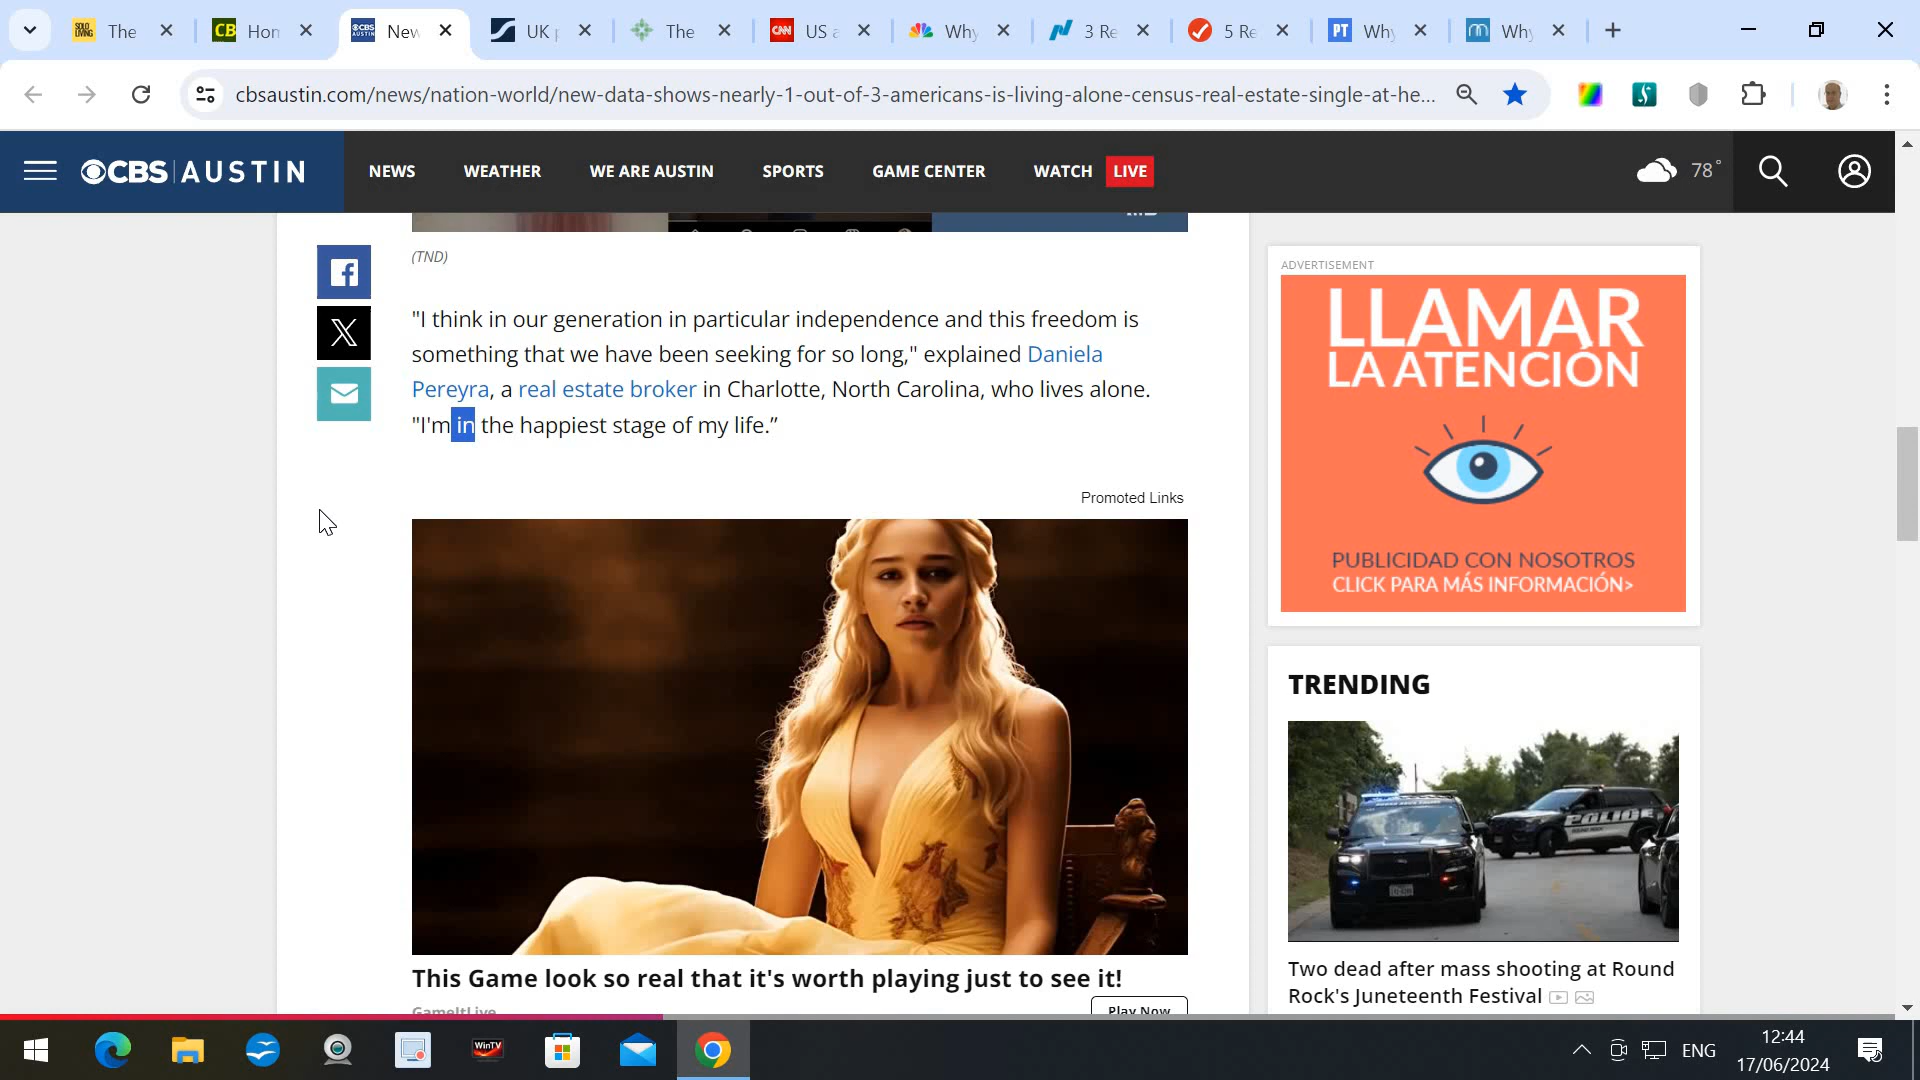 The
Hon
New
UK p
The
US a
Why
3 Re
5 Re
Why
Why
cbsaustin.com/news/nation-world/new-data-shows-nearly-1-out-of-3-americans-is-living-alone-census-real-estate-single-at-he...
CBS AUSTIN
NEWS
WEATHER
WE ARE AUSTIN
SPORTS
GAME CENTER
WATCH LIVE
78°
(TND)
"I think in our generation in particular independence and this freedom is
something that we have been seeking for so long," explained Daniela
Pereyra, a real estate broker in Charlotte, North Carolina, who lives alone.
"I'm in the happiest stage of my life.”
Promoted Links
This Game look so real that it's worth playing just to see it!
GameItLive
Play Now
ADVERTISEMENT
LLAMAR
LA ATENCIÓN
PUBLICIDAD CON NOSOTROS
CLICK PARA MÁS INFORMACIÓN>
TRENDING
POLICE
Two dead after mass shooting at Round
Rock's Juneteenth Festival
WinTV
ENG
12:44
17/06/2024